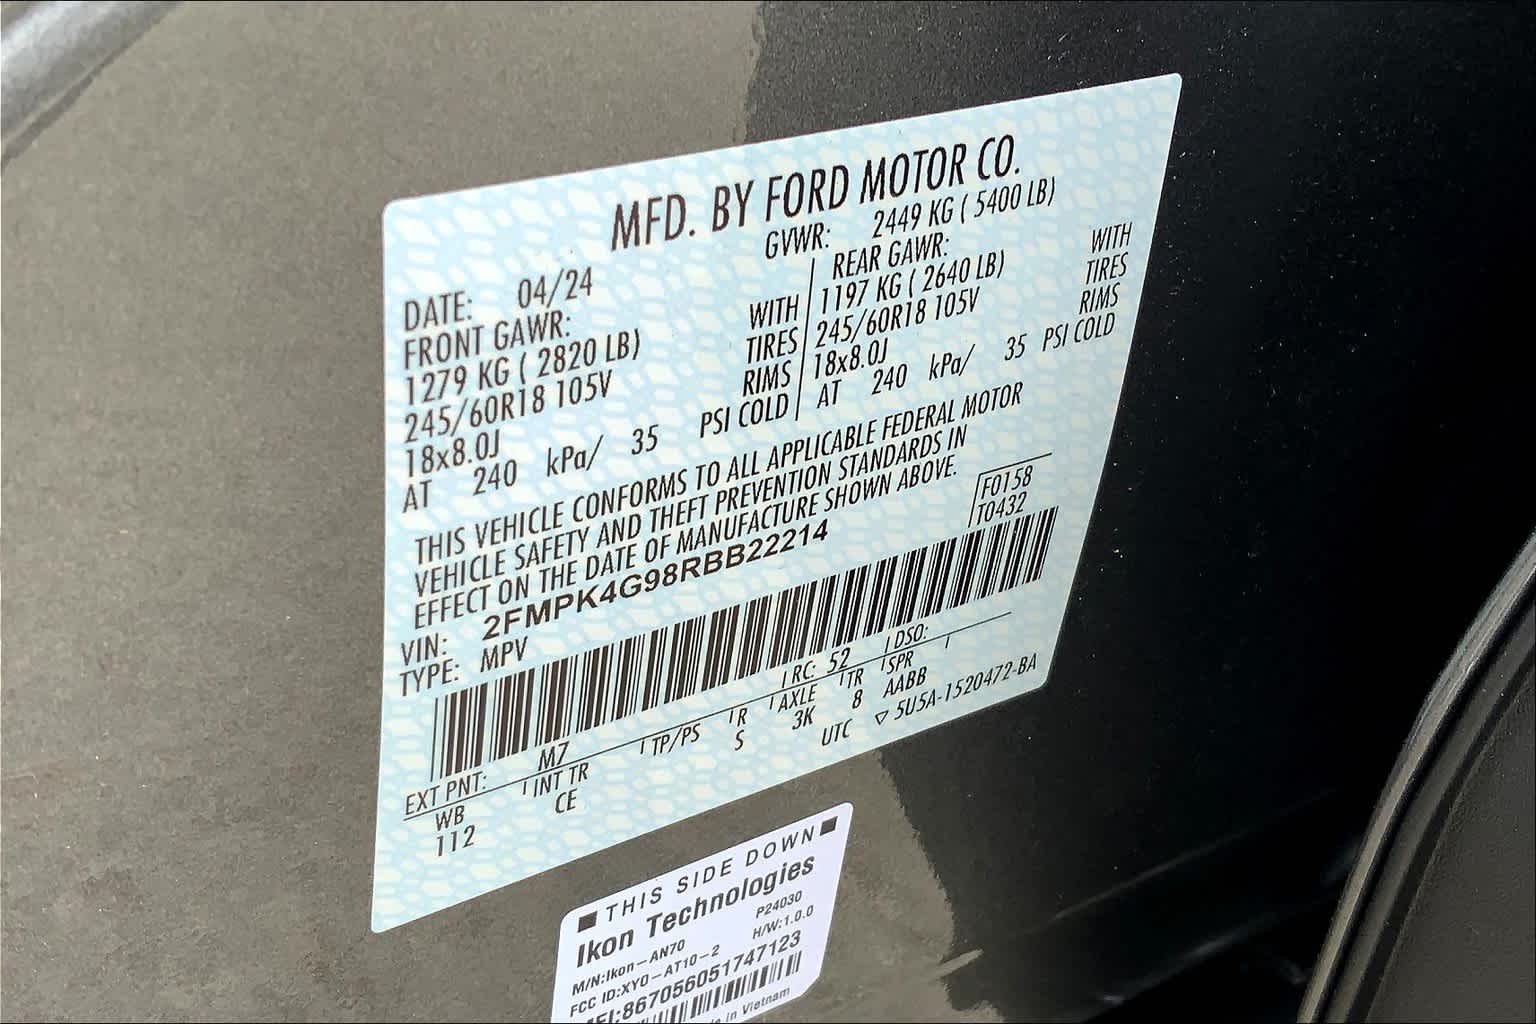 MFD. BY FORD MOTOR CO.
DATE: 04/24 GVWR: 2449 KG ( 5400 LB)
FRONT GAWR: REAR GAWR:
1279 KG ( 2820 LB) WITH 1197 KG ( 2640 LB) WITH
245/60R18 105V TIRES 245/60R18 105V TIRES
18x8.0J RIMS 18x8.0J RIMS
AT 240 kPa/ 35 PSI COLD AT 240 kPa/ 35 PSI COLD
THIS VEHICLE CONFORMS TO ALL APPLICABLE FEDERAL MOTOR
VEHICLE SAFETY AND THEFT PREVENTION STANDARDS IN
EFFECT ON THE DATE OF MANUFACTURE SHOWN ABOVE.
F0158
T0432
VIN: 2FMPK4G98RBB22214
TYPE: MPV
EXT PNT: M7 RC: 52 DSO:
WB INT TR TP/PS R AXLE TR SPR
112 CE S 3K 8 AABB
UTC ▽ 5U5A-1520472-BA
THIS SIDE DOWN
Ikon Technologies
P24030
M/N:Ikon-AN70 H/W:1.0.0
FCC ID:XYO-AT10-2
MEI:867056051747123
de in Vietnam